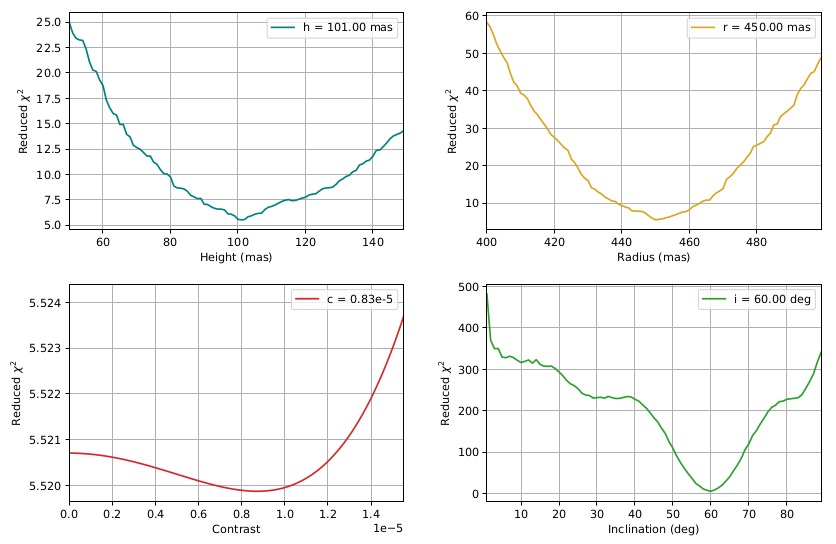 h = 101.00 mas
25.0
22.5
20.0
17.5
15.0
12.5
10.0
7.5
5.0
Reduced χ²
60 80 100 120 140
Height (mas)
r = 450.00 mas
60
50
40
30
20
10
Reduced χ²
400 420 440 460 480
Radius (mas)
c = 0.83e-5
5.524
5.523
5.522
5.521
5.520
Reduced χ²
0.0 0.2 0.4 0.6 0.8 1.0 1.2 1.4
1e−5
Contrast
i = 60.00 deg
500
400
300
200
100
0
Reduced χ²
10 20 30 40 50 60 70 80
Inclination (deg)